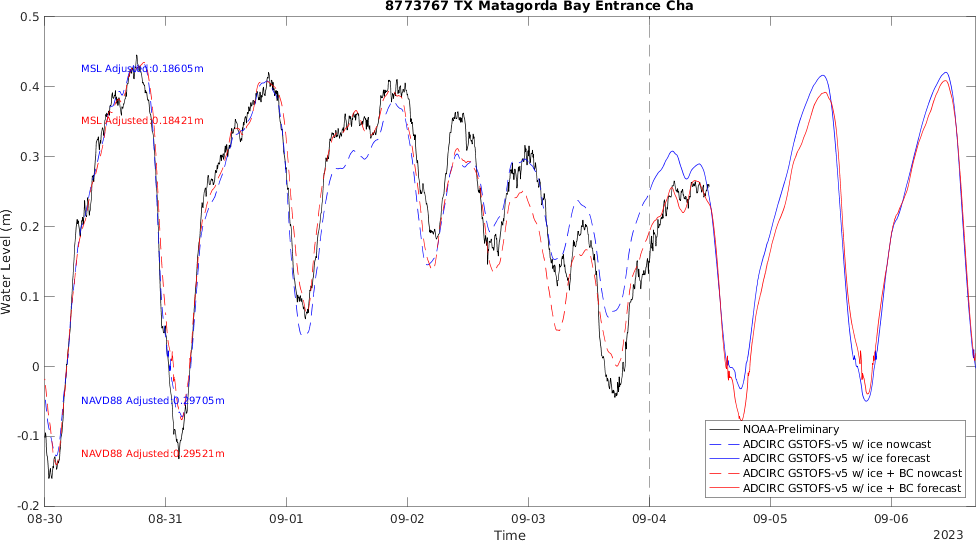 8773767 TX Matagorda Bay Entrance Cha
0.5
0.4
0.3
0.2
0.1
0
-0.1
-0.2
Water Level (m)
MSL Adjusted:0.18605m
MSL Adjusted:0.18421m
NAVD88 Adjusted:0.29705m
NAVD88 Adjusted:0.29521m
NOAA-Preliminary
ADCIRC GSTOFS-v5 w/ ice nowcast
ADCIRC GSTOFS-v5 w/ ice forecast
ADCIRC GSTOFS-v5 w/ ice + BC nowcast
ADCIRC GSTOFS-v5 w/ ice + BC forecast
08-30 08-31 09-01 09-02 09-03 09-04 09-05 09-06
Time
2023